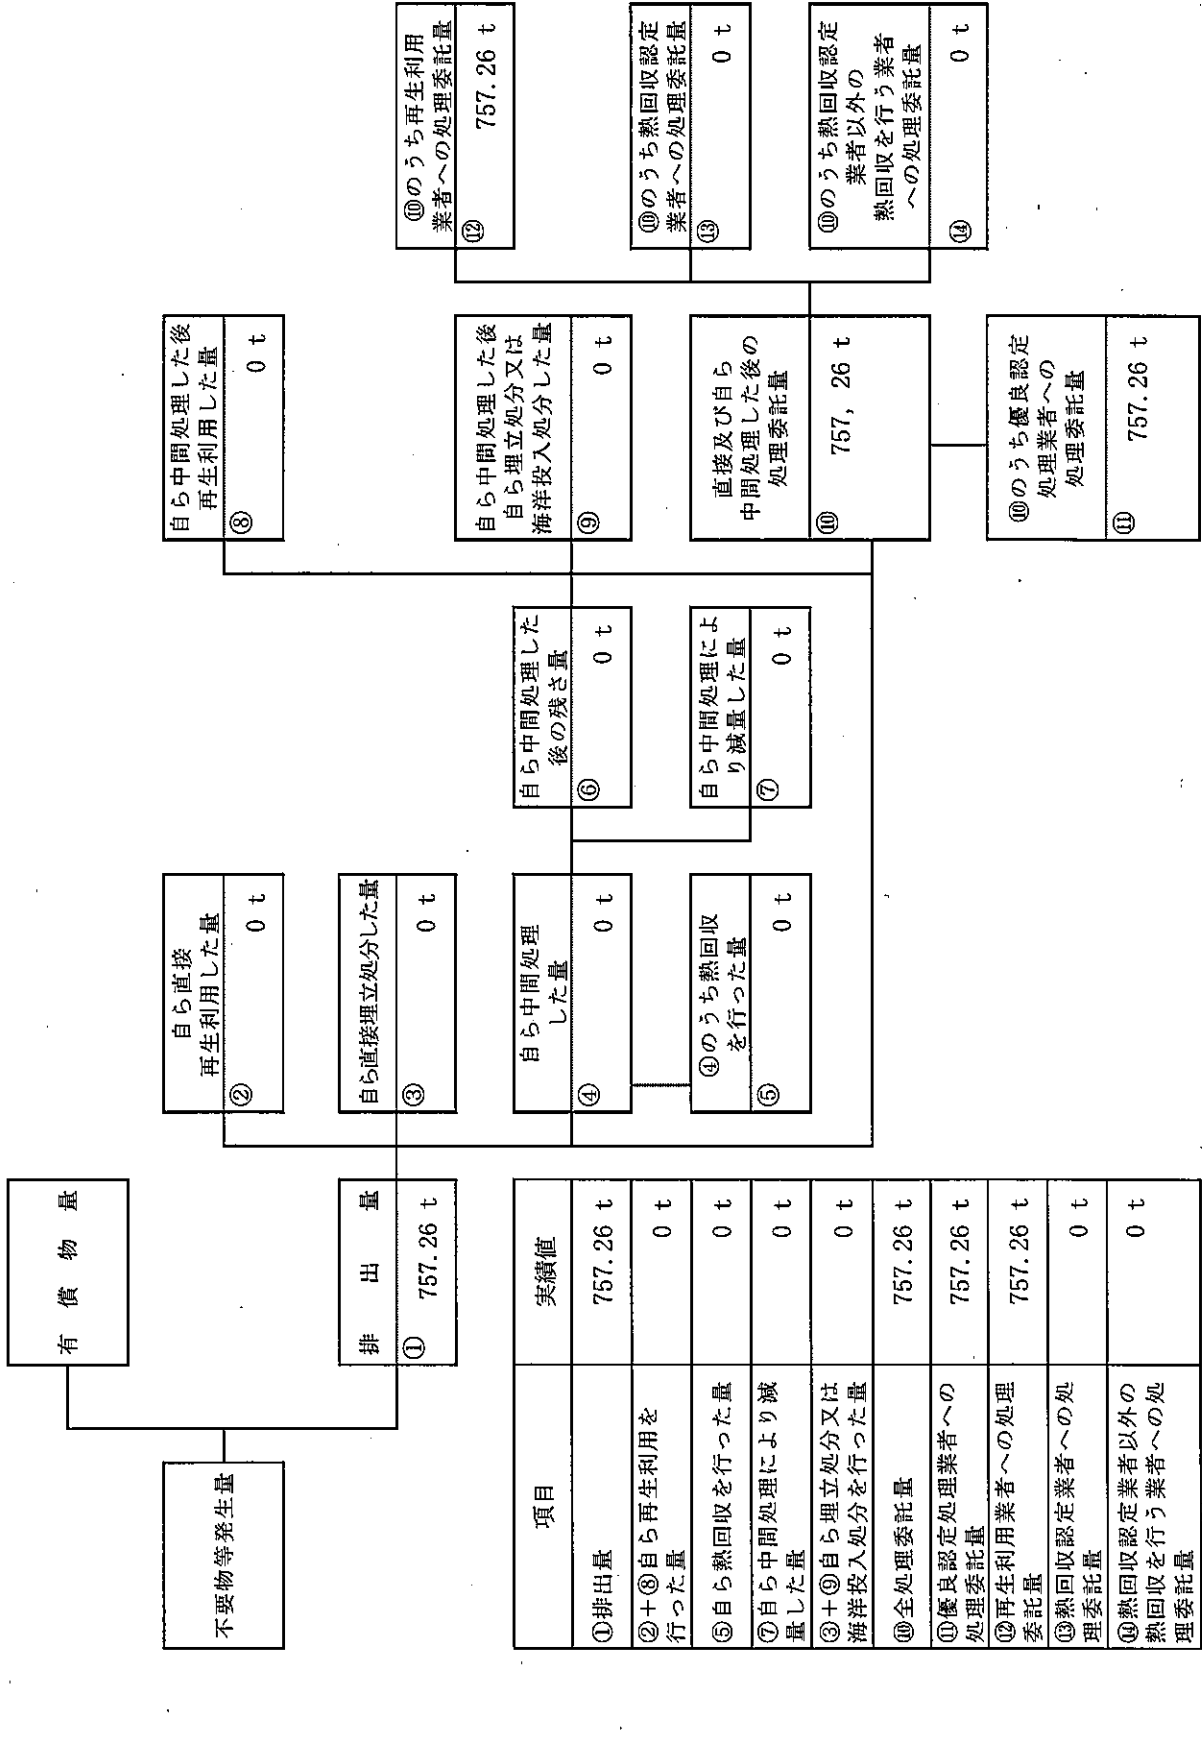 不要物等発生量
有償物量
排出量
① 757.26 t
自ら直接
再生利用した量
② 0 t
自ら直接埋立処分した量
③ 0 t
自ら中間処理
した量
④ 0 t
④のうち熱回収
を行った量
⑤ 0 t
自ら中間処理した
後の残さ量
⑥ 0 t
自ら中間処理によ
り減量した量
⑦ 0 t
自ら中間処理した後
再生利用した量
⑧ 0 t
自ら中間処理した後
自ら埋立処分又は
海洋投入処分した量
⑨ 0 t
直接及び自ら
中間処理した後の
処理委託量
⑩ 757, 26 t
⑩のうち優良認定
処理業者への
処理委託量
⑪ 757.26 t
⑩のうち再生利用
業者への処理委託量
⑫ 757.26 t
⑩のうち熱回収認定
業者への処理委託量
⑬ 0 t
⑩のうち熱回収認定
業者以外の
熱回収を行う業者
への処理委託量
⑭ 0 t
項目 実績値
①排出量 757.26 t
②+⑧自ら再生利用を
行った量 0 t
⑤自ら熱回収を行った量 0 t
⑦自ら中間処理により減
量した量 0 t
③+⑨自ら埋立処分又は
海洋投入処分を行った量 0 t
⑩全処理委託量 757.26 t
⑪優良認定処理業者への
処理委託量 757.26 t
⑫再生利用業者への処理
委託量 757.26 t
⑬熱回収認定業者への処
理委託量 0 t
⑭熱回収認定業者以外の
熱回収を行う業者への処
理委託量 0 t